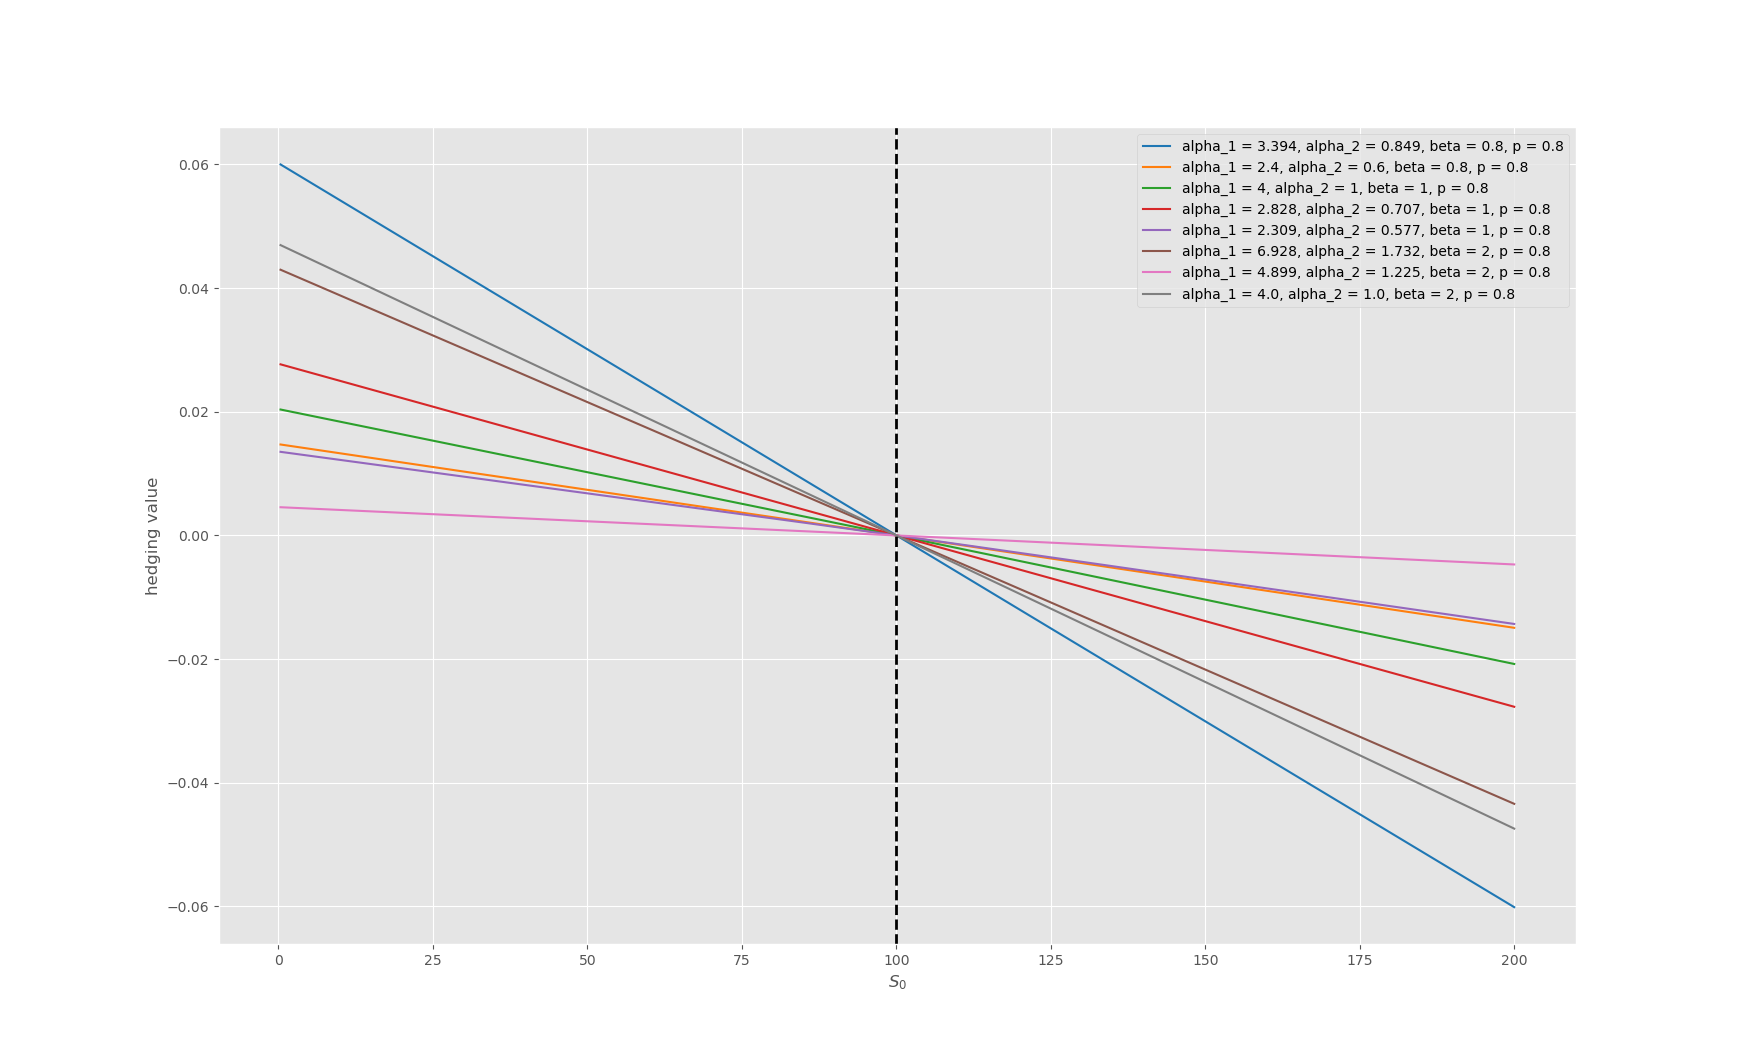 alpha_1 = 3.394, alpha_2 = 0.849, beta = 0.8, p = 0.8
alpha_1 = 2.4, alpha_2 = 0.6, beta = 0.8, p = 0.8
alpha_1 = 4, alpha_2 = 1, beta = 1, p = 0.8
alpha_1 = 2.828, alpha_2 = 0.707, beta = 1, p = 0.8
alpha_1 = 2.309, alpha_2 = 0.577, beta = 1, p = 0.8
alpha_1 = 6.928, alpha_2 = 1.732, beta = 2, p = 0.8
alpha_1 = 4.899, alpha_2 = 1.225, beta = 2, p = 0.8
alpha_1 = 4.0, alpha_2 = 1.0, beta = 2, p = 0.8
hedging value
0.06
0.04
0.02
0.00
−0.02
−0.04
−0.06
0 25 50 75 100 125 150 175 200
S₀